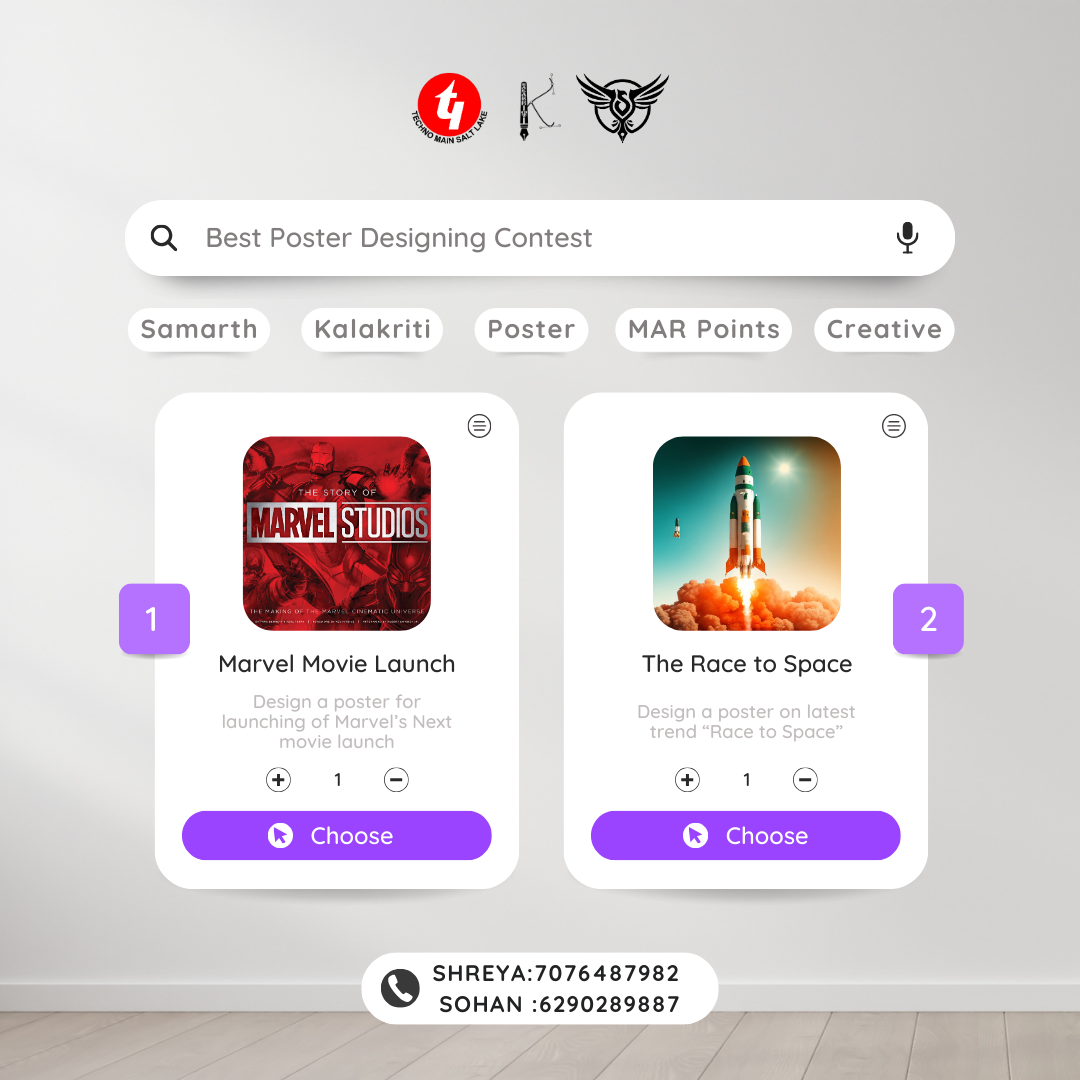 TECHNO MAIN SALT LAKE
Best Poster Designing Contest
Samarth
Kalakriti
Poster
MAR Points
Creative
THE STORY OF
MARVEL STUDIOS
THE MAKING OF THE MARVEL CINEMATIC UNIVERSE
1
2
Marvel Movie Launch
Design a poster for
launching of Marvel's Next
movie launch
1
Choose
The Race to Space
Design a poster on latest
trend “Race to Space”
1
Choose
SHREYA:7076487982
SOHAN :6290289887